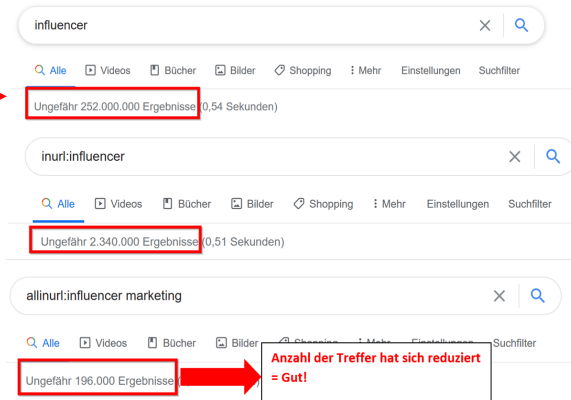 influencer
Alle Videos Bücher Bilder Shopping Mehr Einstellungen Suchfilter
Ungefähr 252.000.000 Ergebnisse (0,54 Sekunden)
inurl:influencer
Alle Videos Bücher Bilder Shopping Mehr Einstellungen Suchfilter
Ungefähr 2.340.000 Ergebnisse (0,51 Sekunden)
allinurl:influencer marketing
Alle Videos Bücher Bilder Shopping Mehr Einstellungen Suchfilter
Anzahl der Treffer hat sich reduziert
= Gut!
Ungefähr 196.000 Ergebnisse